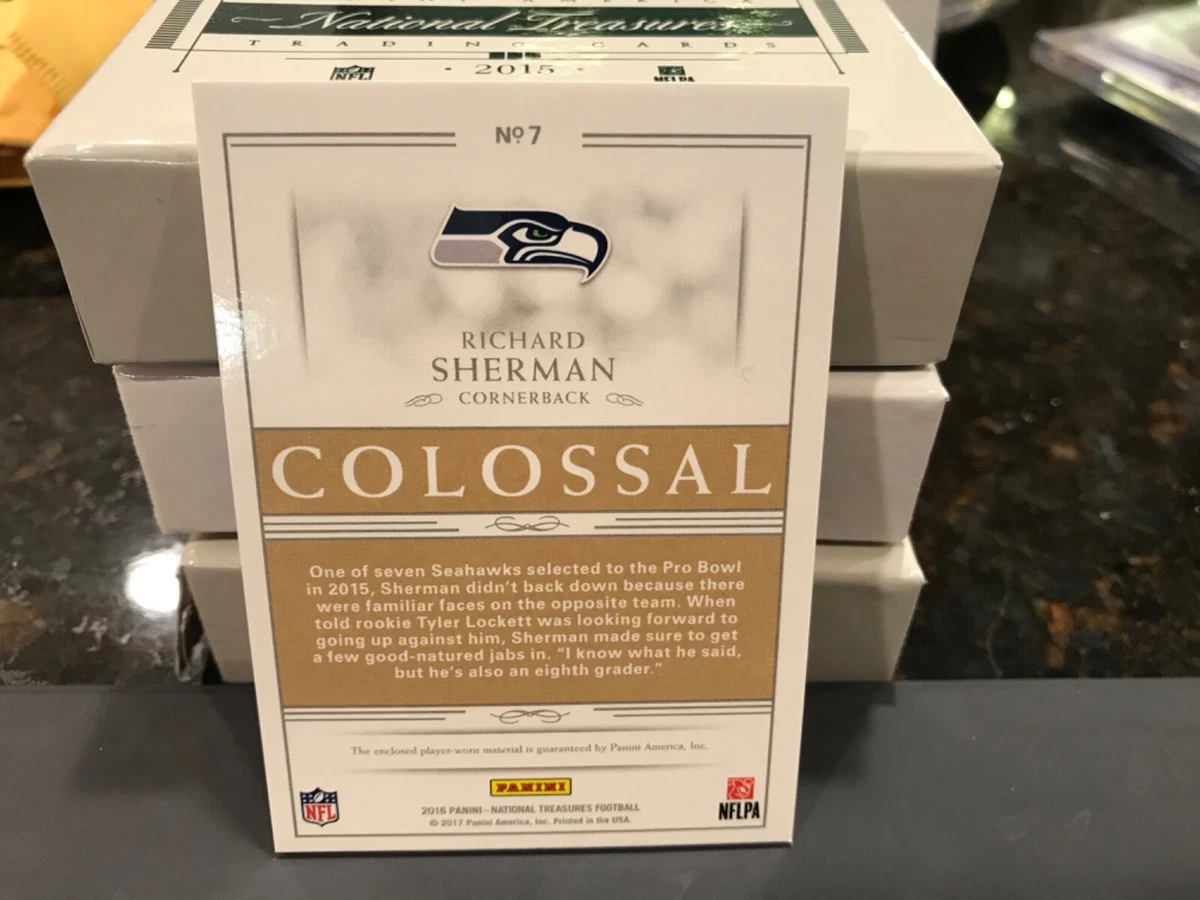 National Treasures
TRADING CARDS
NFL
· 2015 ·
NFLPA
Nº 7
RICHARD
SHERMAN
CORNERBACK
COLOSSAL
One of seven Seahawks selected to the Pro Bowl
in 2015, Sherman didn't back down because there
were familiar faces on the opposite team. When
told rookie Tyler Lockett was looking forward to
going up against him, Sherman made sure to get
a few good-natured jabs in. "I know what he said,
but he's also an eighth grader."
The enclosed player-worn material is guaranteed by Panini America, Inc.
PANINI
2016 PANINI – NATIONAL TREASURES FOOTBALL
© 2017 Panini America, Inc. Printed in the USA.
NFL
NFLPA